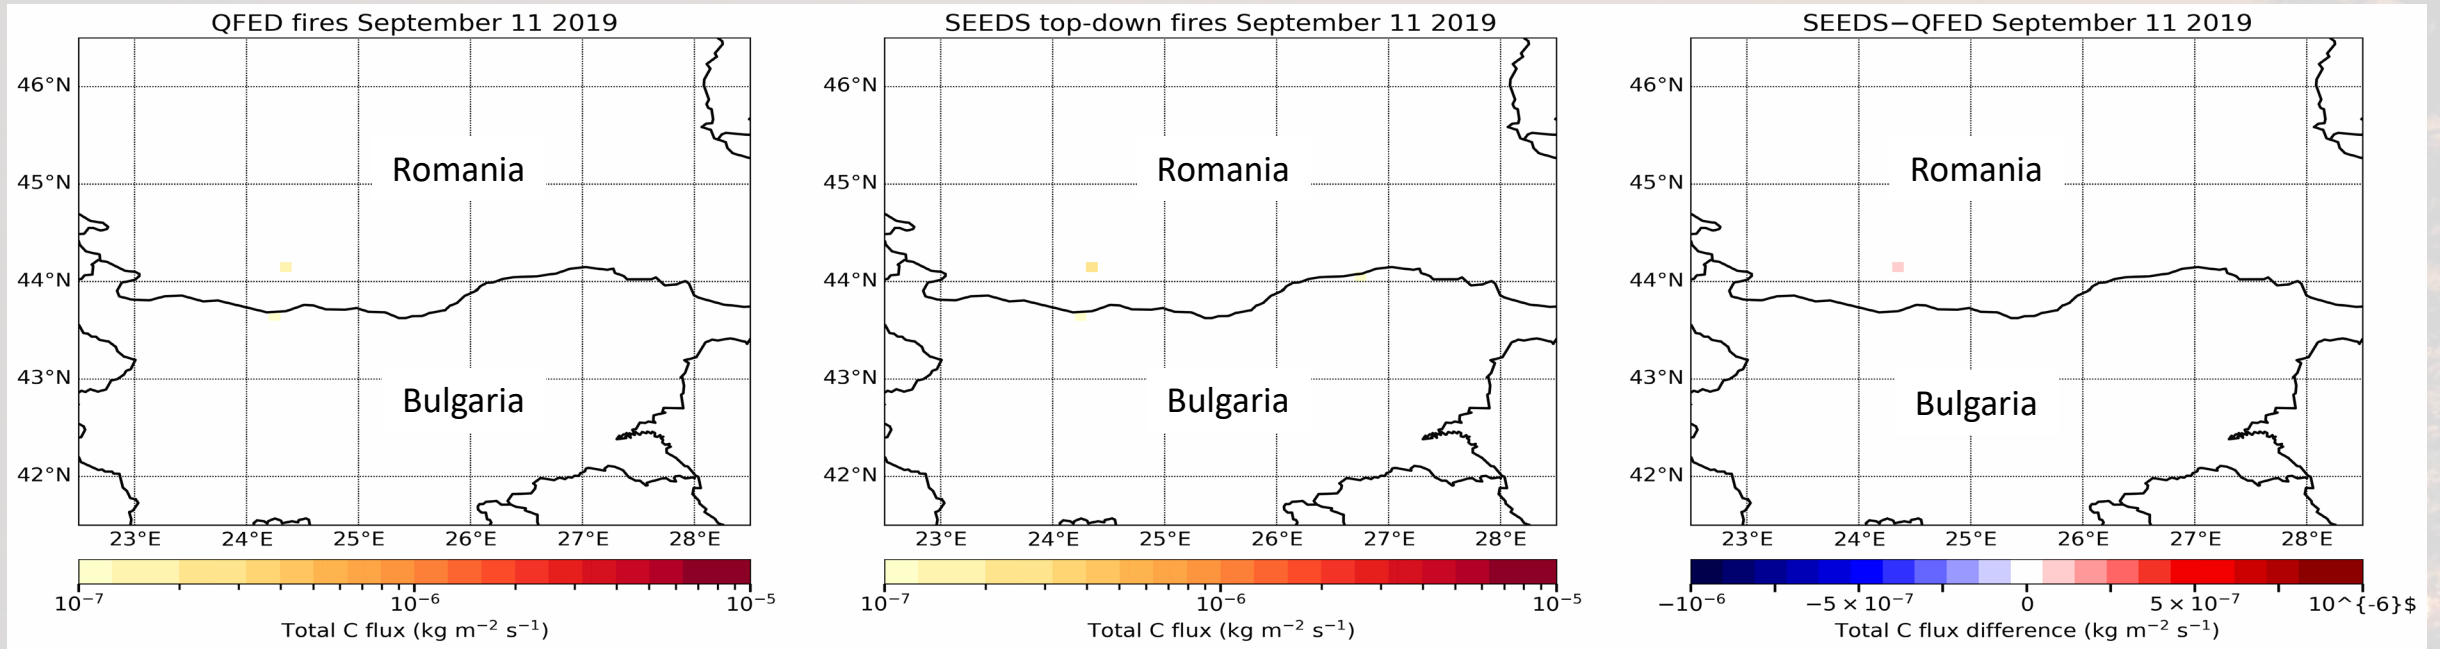 QFED fires September 11 2019
46°N
45°N
44°N
43°N
42°N
Romania
Bulgaria
23°E 24°E 25°E 26°E 27°E 28°E
10⁻⁷ 10⁻⁶ 10⁻⁵
Total C flux (kg m⁻² s⁻¹)
SEEDS top-down fires September 11 2019
46°N
45°N
44°N
43°N
42°N
Romania
Bulgaria
23°E 24°E 25°E 26°E 27°E 28°E
10⁻⁷ 10⁻⁶ 10⁻⁵
Total C flux (kg m⁻² s⁻¹)
SEEDS−QFED September 11 2019
46°N
45°N
44°N
43°N
42°N
Romania
Bulgaria
23°E 24°E 25°E 26°E 27°E 28°E
−10⁻⁶ −5 × 10⁻⁷ 0 5 × 10⁻⁷ 10^{-6}$
Total C flux difference (kg m⁻² s⁻¹)